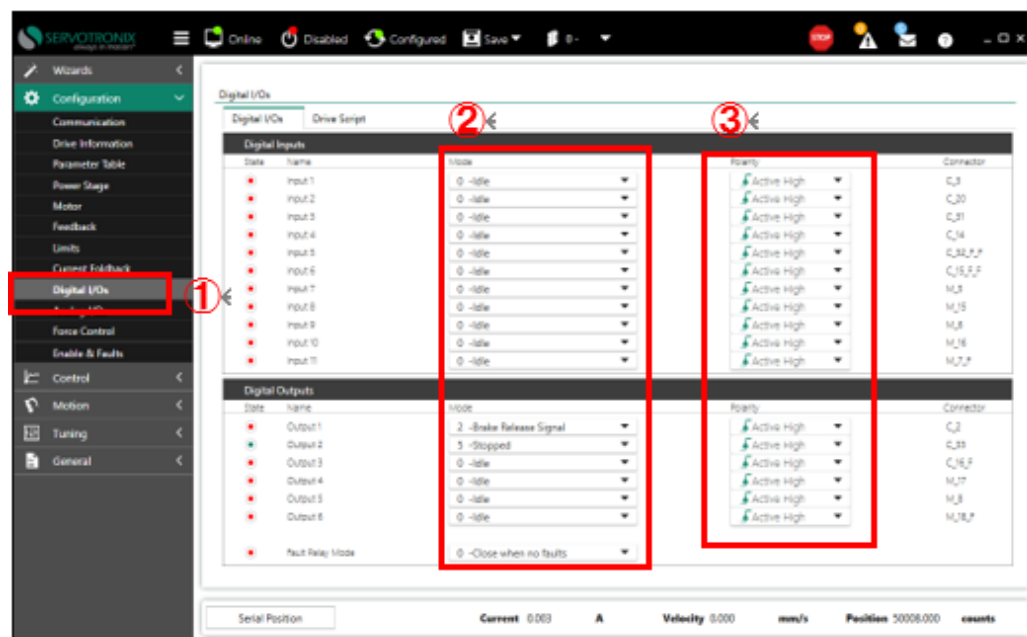 SERVOTRONIX Online Disabled Configured Save 0- STOP ? _ □ ×
always in motion
Wizards
Configuration
Communication
Drive Information
Parameter Table
Power Stage
Motor
Feedback
Limits
Current Foldback
Digital I/Os
Force Control
Enable & Faults
Control
Motion
Tuning
General
①
②
③
Digital I/Os
Digital I/Os Drive Script
Digital Inputs
State Name Mode Polarity Connector
Input 1 0 -Idle Active High C_5
Input 2 0 -Idle Active High C_20
Input 3 0 -Idle Active High C_31
Input 4 0 -Idle Active High C_14
Input 5 0 -Idle Active High C_32_F_F
Input 6 0 -Idle Active High C_15_F_F
Input 7 0 -Idle Active High M_5
Input 8 0 -Idle Active High M_15
Input 9 0 -Idle Active High M_6
Input 10 0 -Idle Active High M_16
Input 11 0 -Idle Active High M_7_F
Digital Outputs
State Name Mode Polarity Connector
Output 1 2 -Brake Release Signal Active High C_2
Output 2 5 -Stopped Active High C_33
Output 3 0 -Idle Active High C_16_F
Output 4 0 -Idle Active High M_17
Output 5 0 -Idle Active High M_8
Output 6 0 -Idle Active High M_18_F
Fault Relay Mode 0 -Close when no faults
Serial Position Current 0.003 A Velocity 0.000 mm/s Position 50008.000 counts